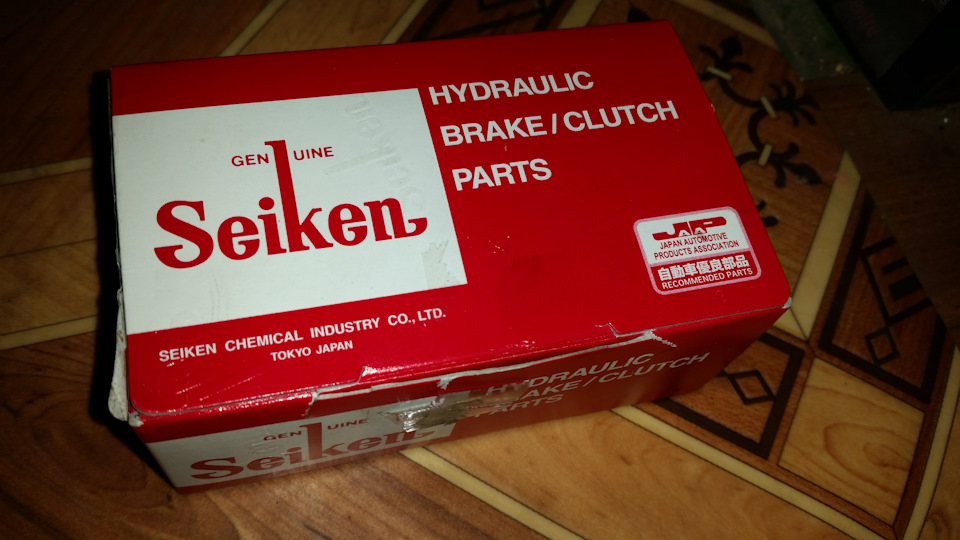 GENUINE
Seiken
SEIKEN CHEMICAL INDUSTRY CO., LTD.
TOKYO JAPAN
HYDRAULIC
BRAKE / CLUTCH
PARTS
JAP
JAPAN AUTOMOTIVE
PRODUCTS ASSOCIATION
自動車優良部品
RECOMMENDED PARTS
GENUINE
Seiken
HYDRAULIC
BRAKE / CLUTCH
PARTS